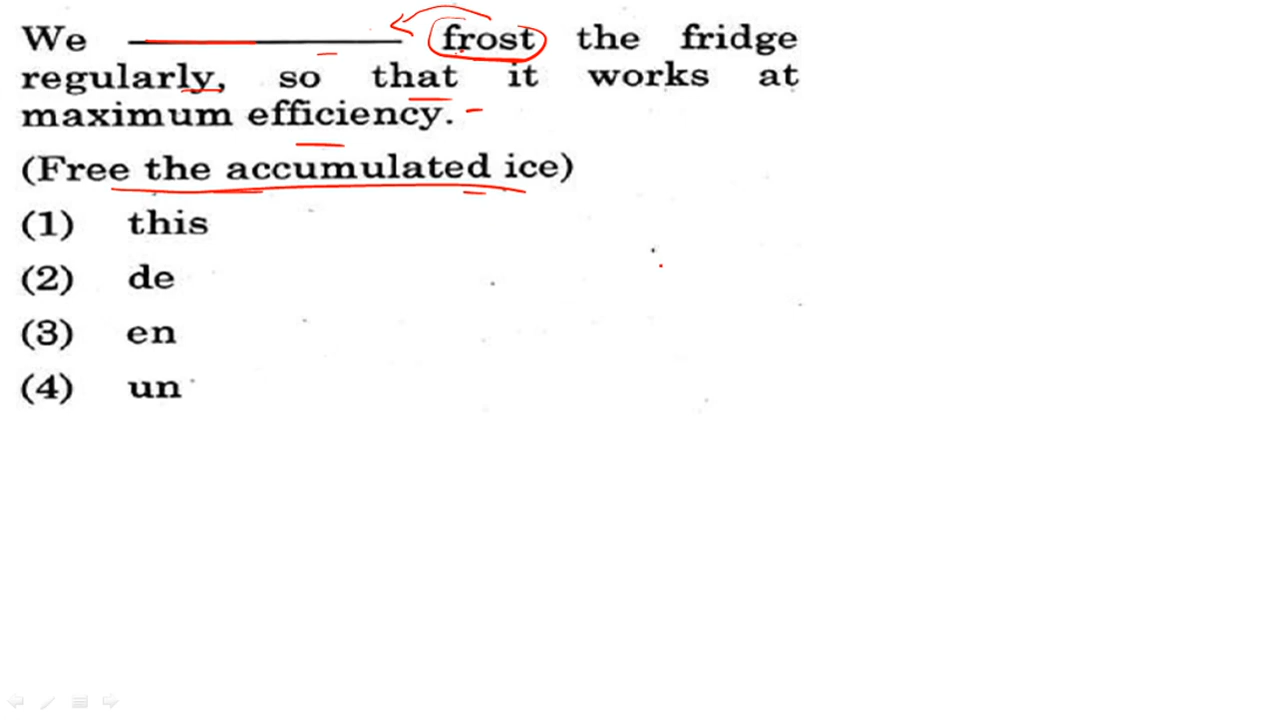 We ____________ frost the fridge
regularly, so that it works at
maximum efficiency.
(Free the accumulated ice)
(1) this
(2) de
(3) en
(4) un